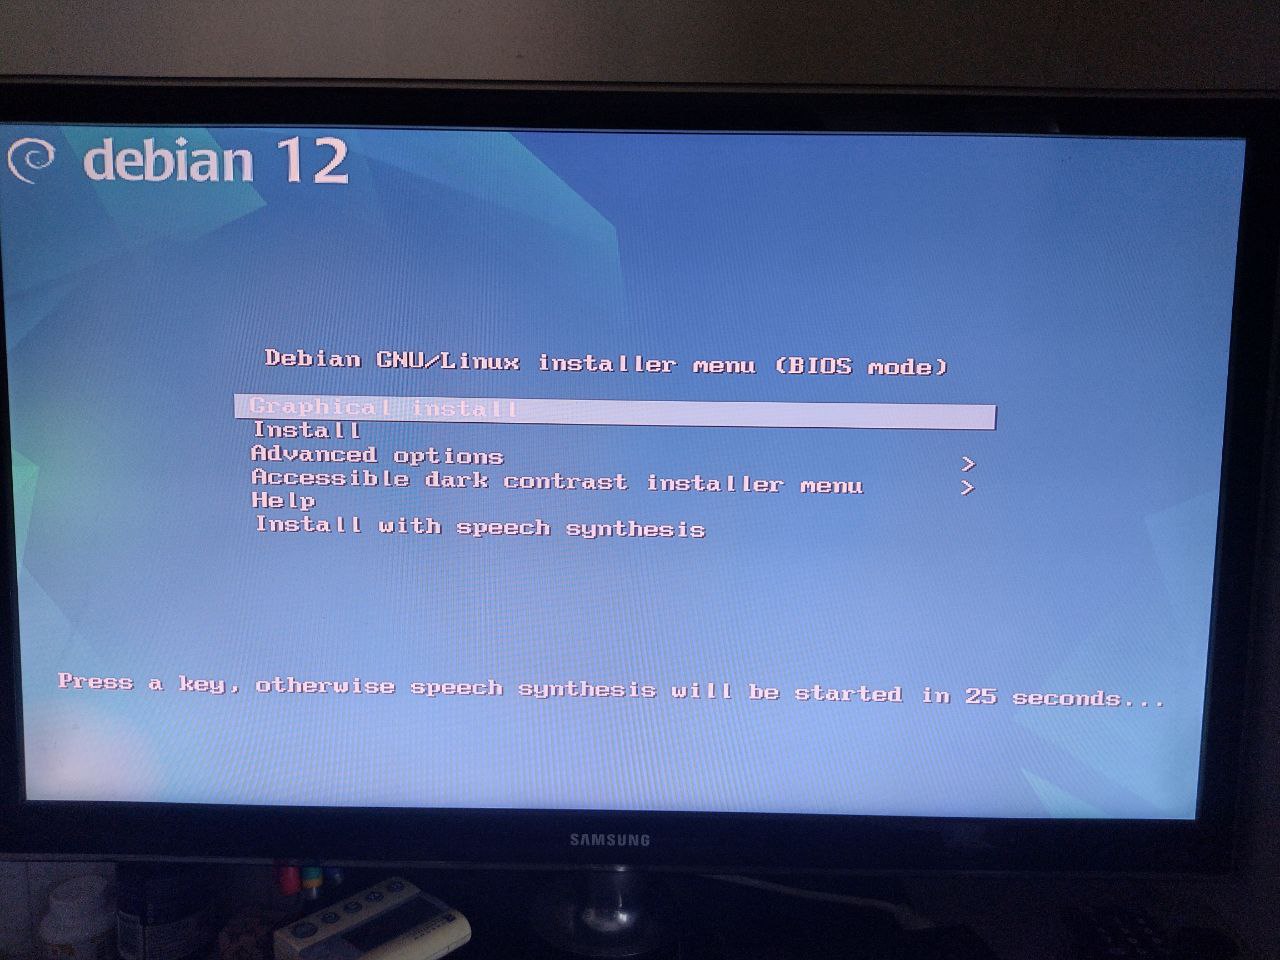 debian 12
Debian GNU/Linux installer menu (BIOS mode)
Graphical install
Install
Advanced options >
Accessible dark contrast installer menu >
Help
Install with speech synthesis
Press a key, otherwise speech synthesis will be started in 25 seconds...
SAMSUNG